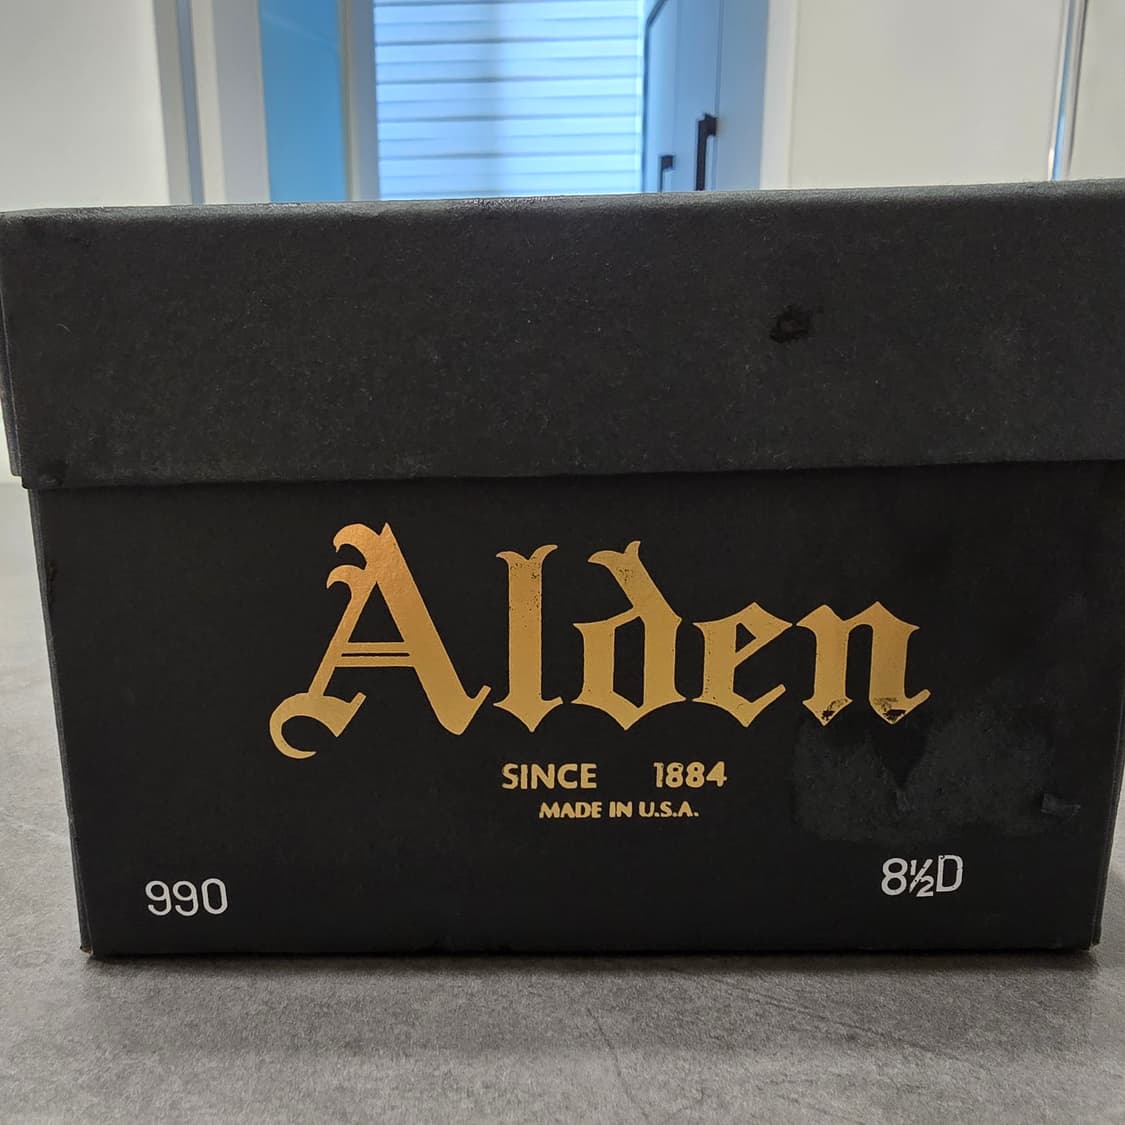 Alden
SINCE 1884
MADE IN U.S.A.
990
8½D